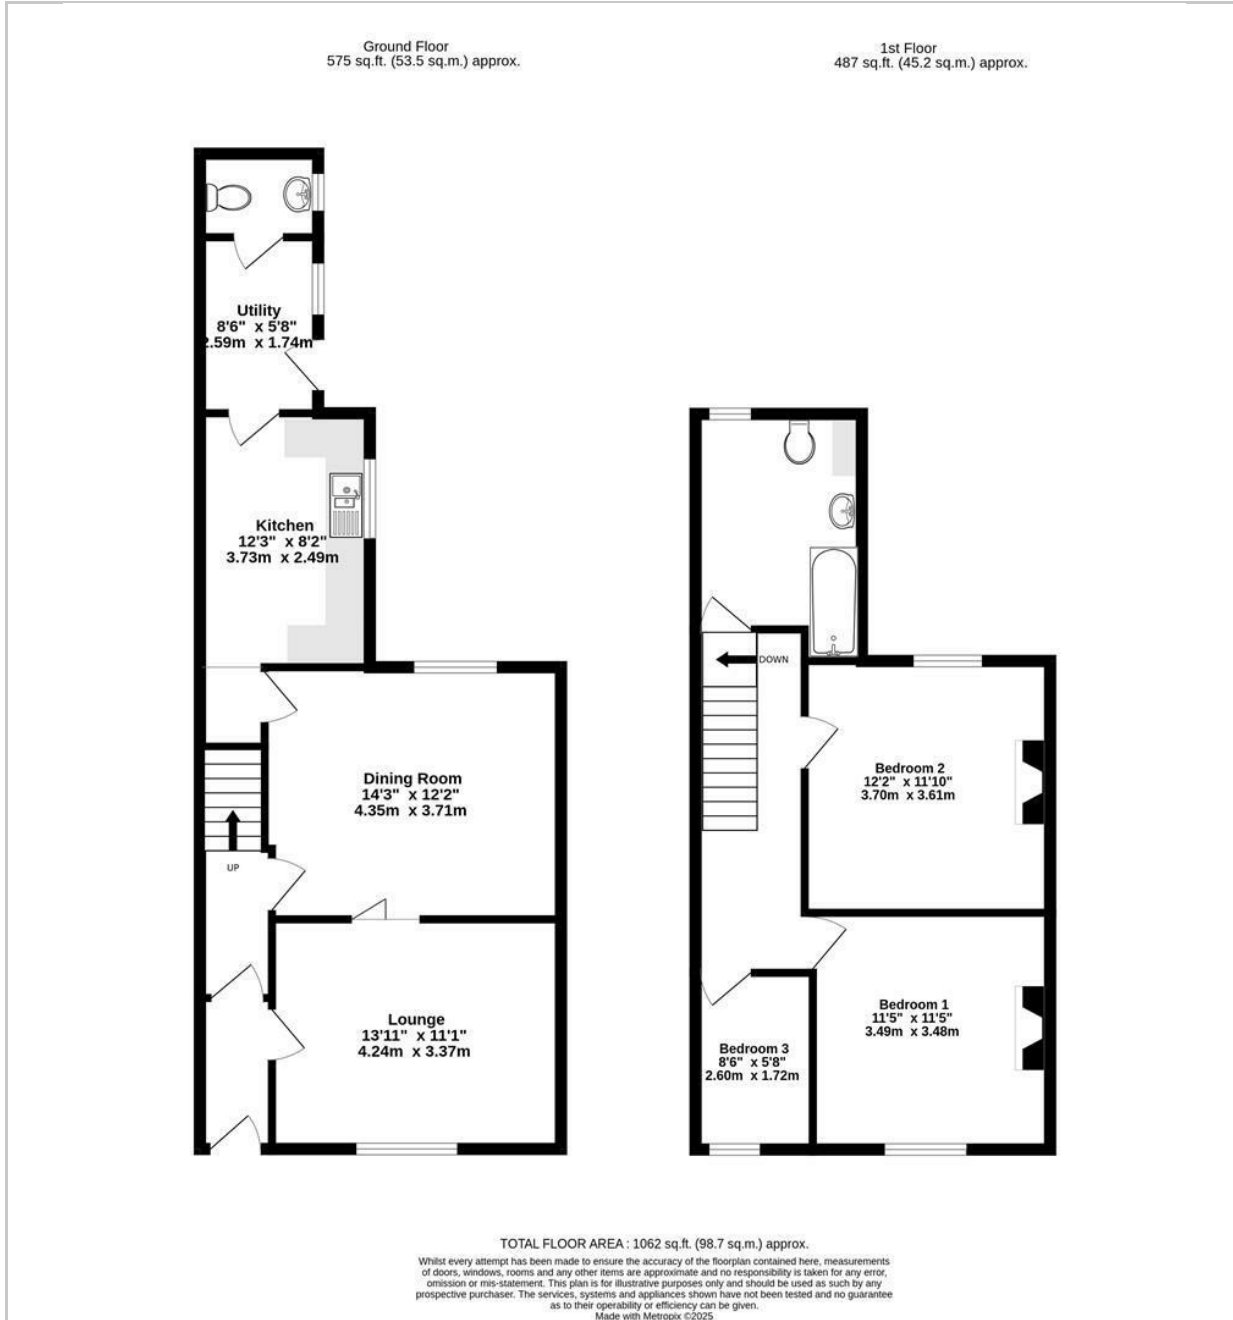 Ground Floor
575 sq.ft. (53.5 sq.m.) approx.
1st Floor
487 sq.ft. (45.2 sq.m.) approx.
Utility
8'6" x 5'8"
2.59m x 1.74m
Kitchen
12'3" x 8'2"
3.73m x 2.49m
DOWN
Dining Room
14'3" x 12'2"
4.35m x 3.71m
Bedroom 2
12'2" x 11'10"
3.70m x 3.61m
UP
Lounge
13'11" x 11'1"
4.24m x 3.37m
Bedroom 1
11'5" x 11'5"
3.49m x 3.48m
Bedroom 3
8'6" x 5'8"
2.60m x 1.72m
TOTAL FLOOR AREA : 1062 sq.ft. (98.7 sq.m.) approx.
Whilst every attempt has been made to ensure the accuracy of the floorplan contained here, measurements
of doors, windows, rooms and any other items are approximate and no responsibility is taken for any error,
omission or mis-statement. This plan is for illustrative purposes only and should be used as such by any
prospective purchaser. The services, systems and appliances shown have not been tested and no guarantee
as to their operability or efficiency can be given.
Made with Metropix ©2025